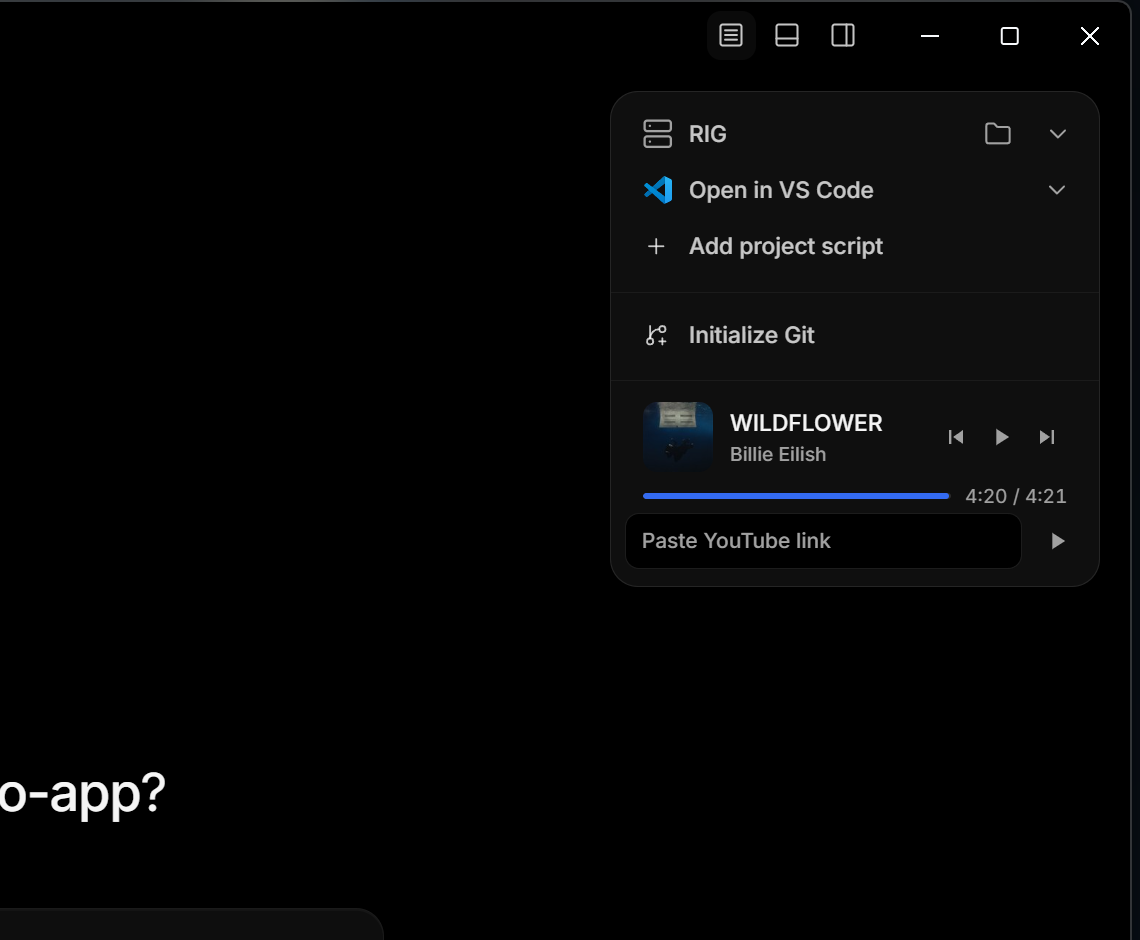 RIG
Open in VS Code
Add project script
Initialize Git
WILDFLOWER
Billie Eilish
4:20 / 4:21
Paste YouTube link
o-app?